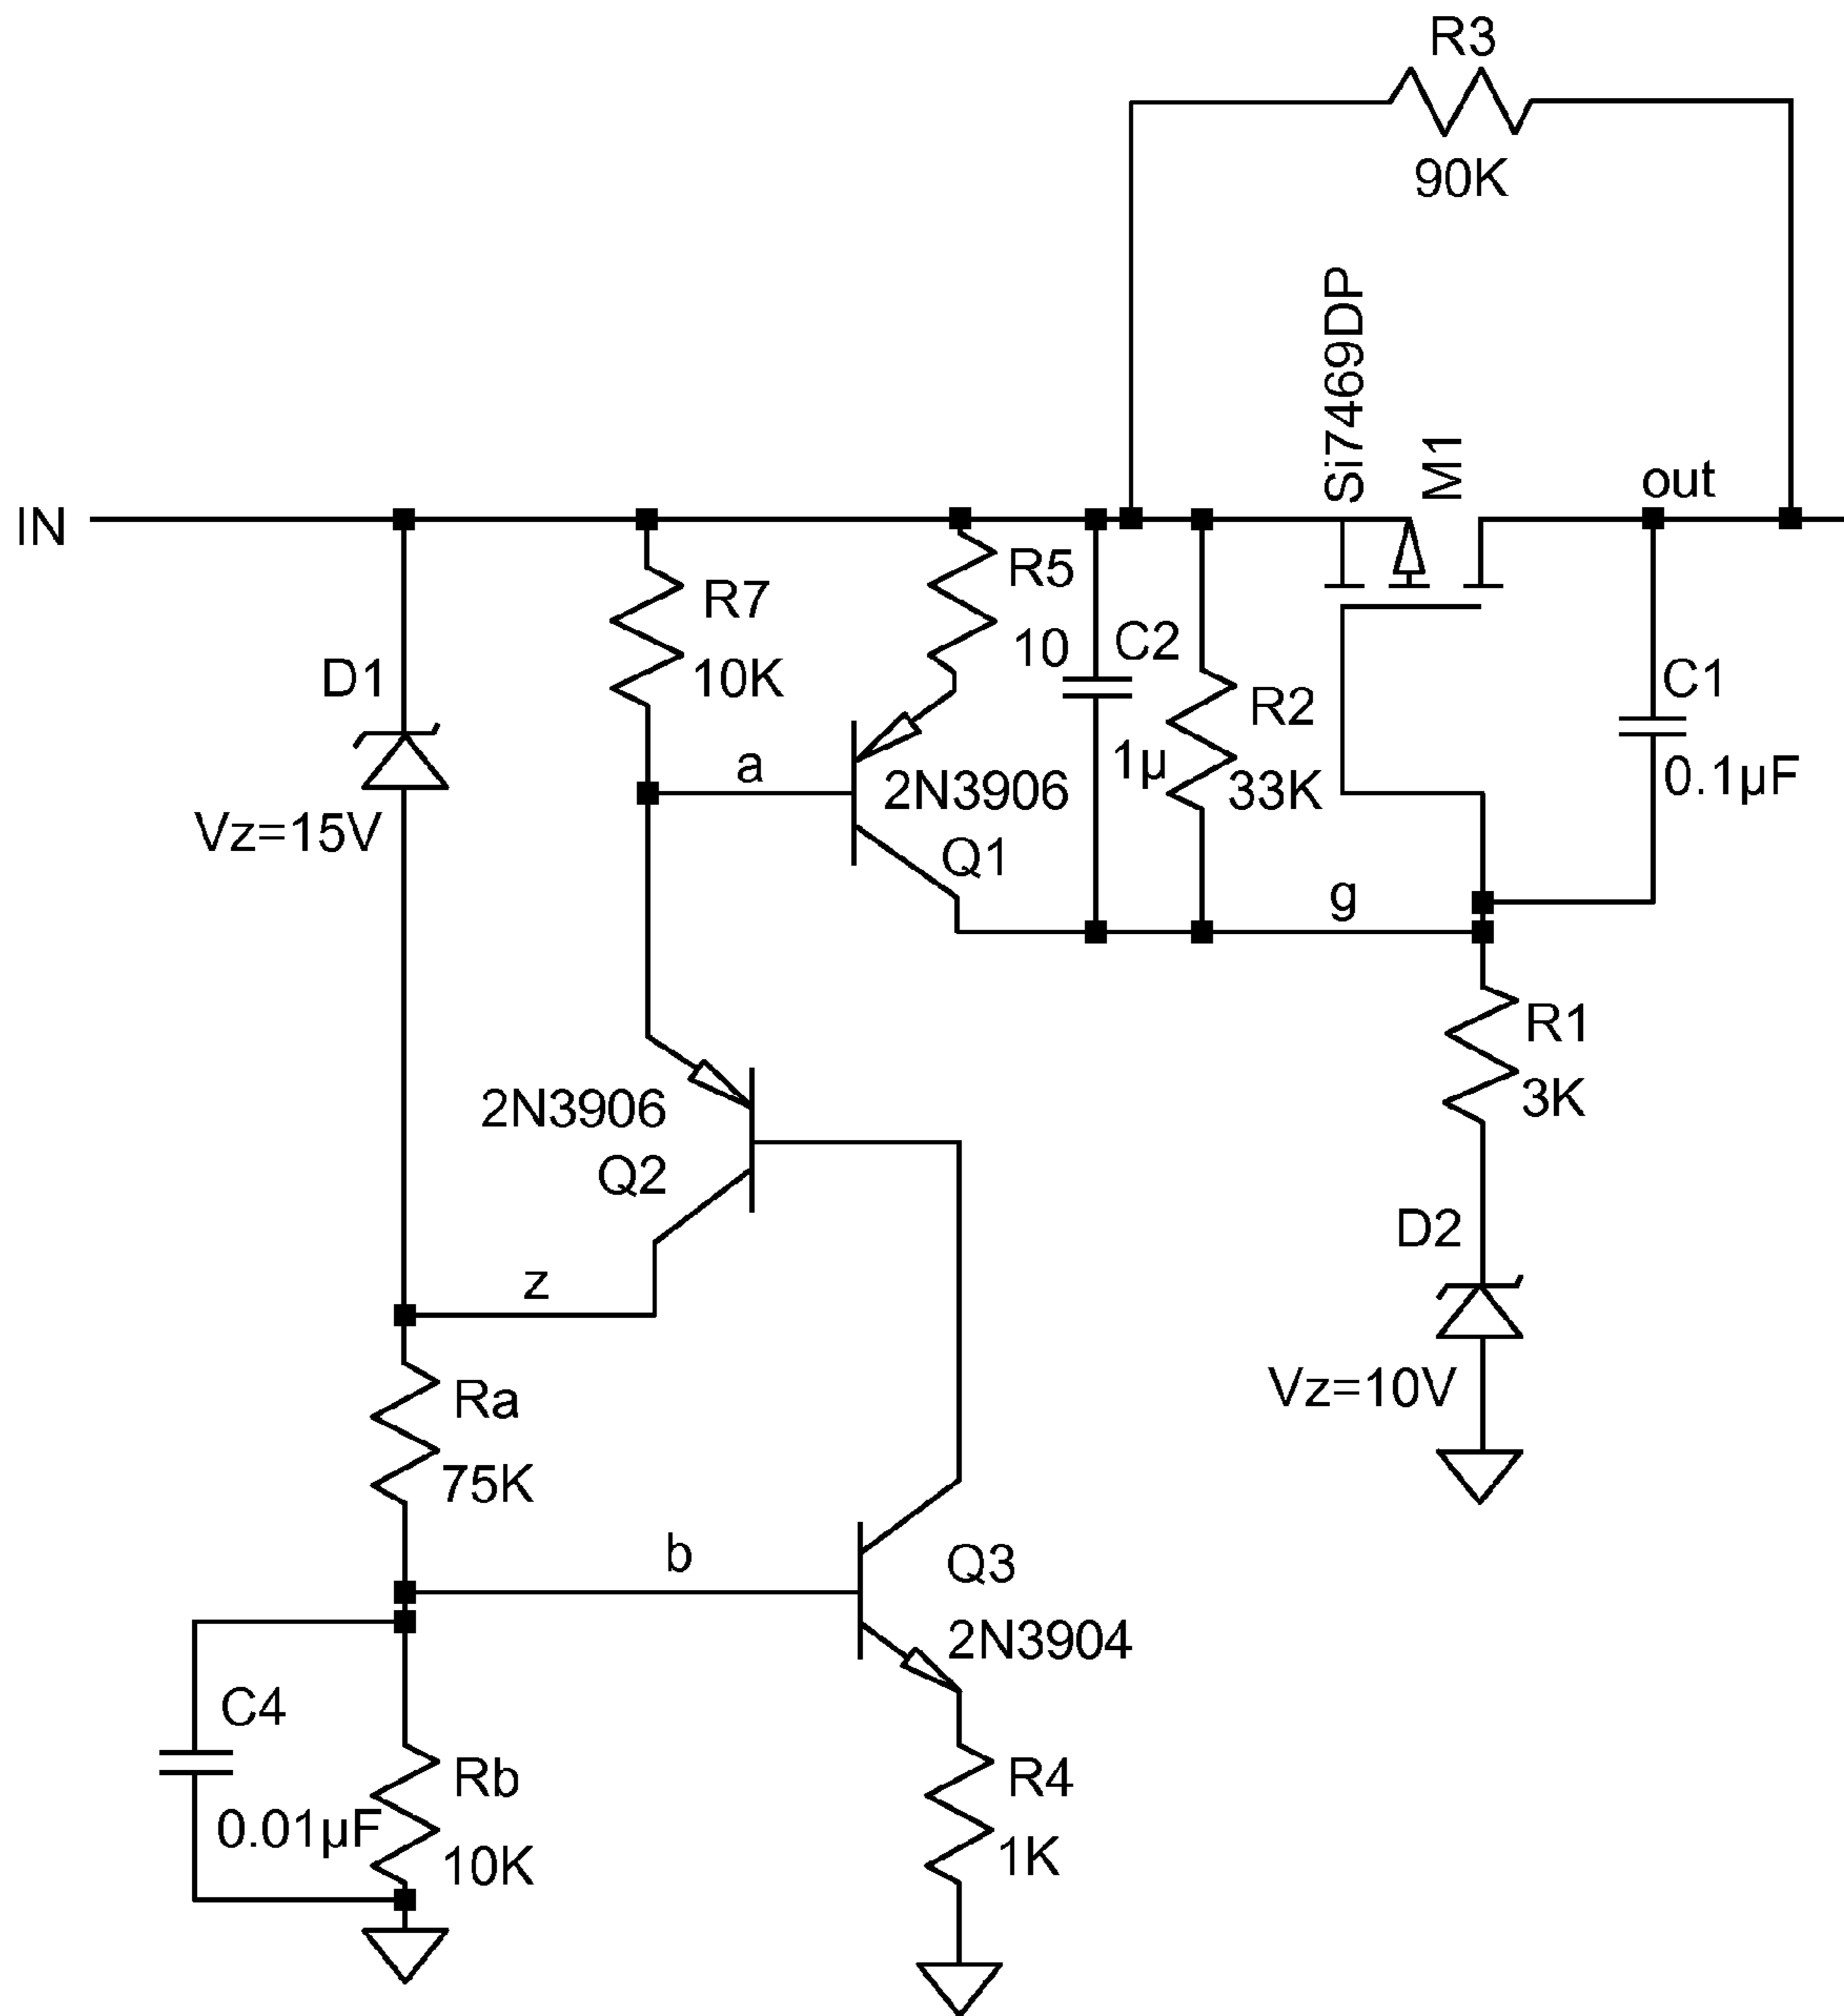 R3
90K
Si7469DP
M1
out
IN
R7
10K
R5
10
C2
1µ
R2
33K
C1
0.1µF
D1
Vz=15V
a
2N3906
Q1
g
R1
3K
2N3906
Q2
D2
Vz=10V
z
Ra
75K
b
Q3
2N3904
C4
0.01µF
Rb
10K
R4
1K